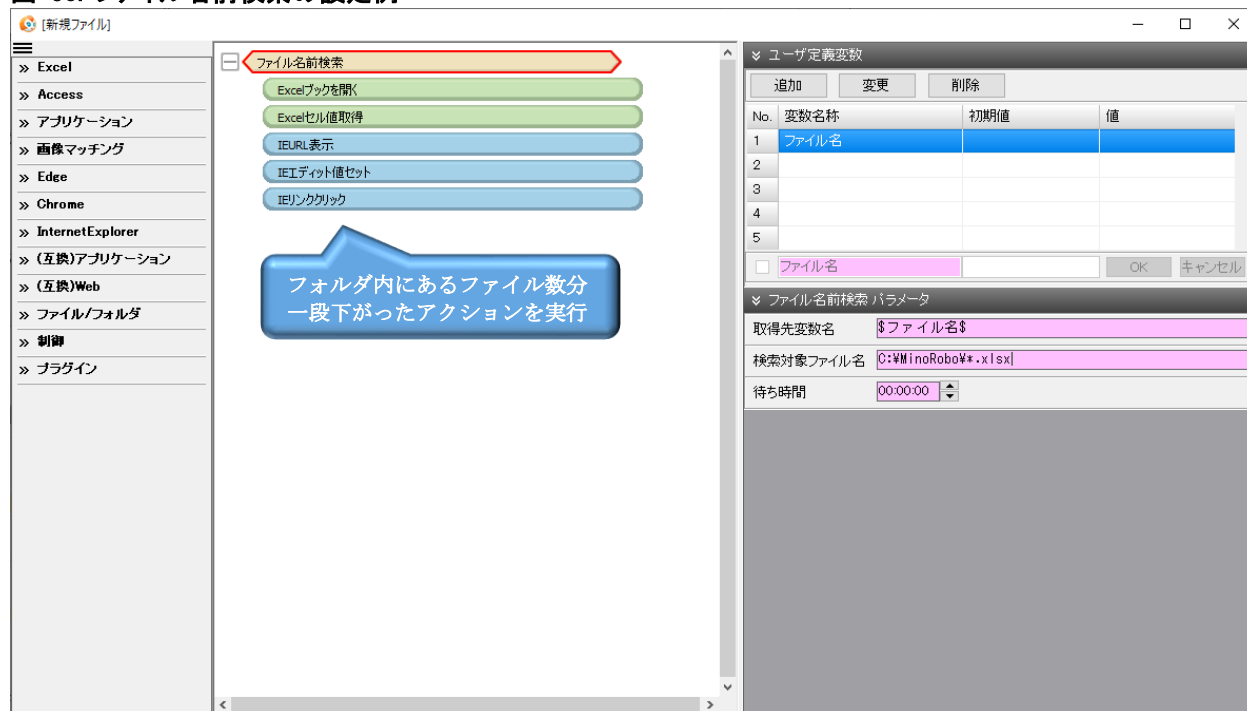 [新規ファイル]
» Excel
» Access
» アプリケーション
» 画像マッチング
» Edge
» Chrome
» InternetExplorer
» (互換)アプリケーション
» (互換)Web
» ファイル/フォルダ
» 制御
» プラグイン
ファイル名前検索
Excelブックを開く
Excelセル値取得
IEURL表示
IEエディット値セット
IEリンククリック
フォルダ内にあるファイル数分
一段下がったアクションを実行
ユーザ定義変数
追加 変更 削除
No. 変数名称 初期値 値
1 ファイル名
2
3
4
5
ファイル名 OK キャンセル
ファイル名前検索 パラメータ
取得先変数名 $ファイル名$
検索対象ファイル名 C:¥MinoRobo¥*.xlsx
待ち時間 00:00:00